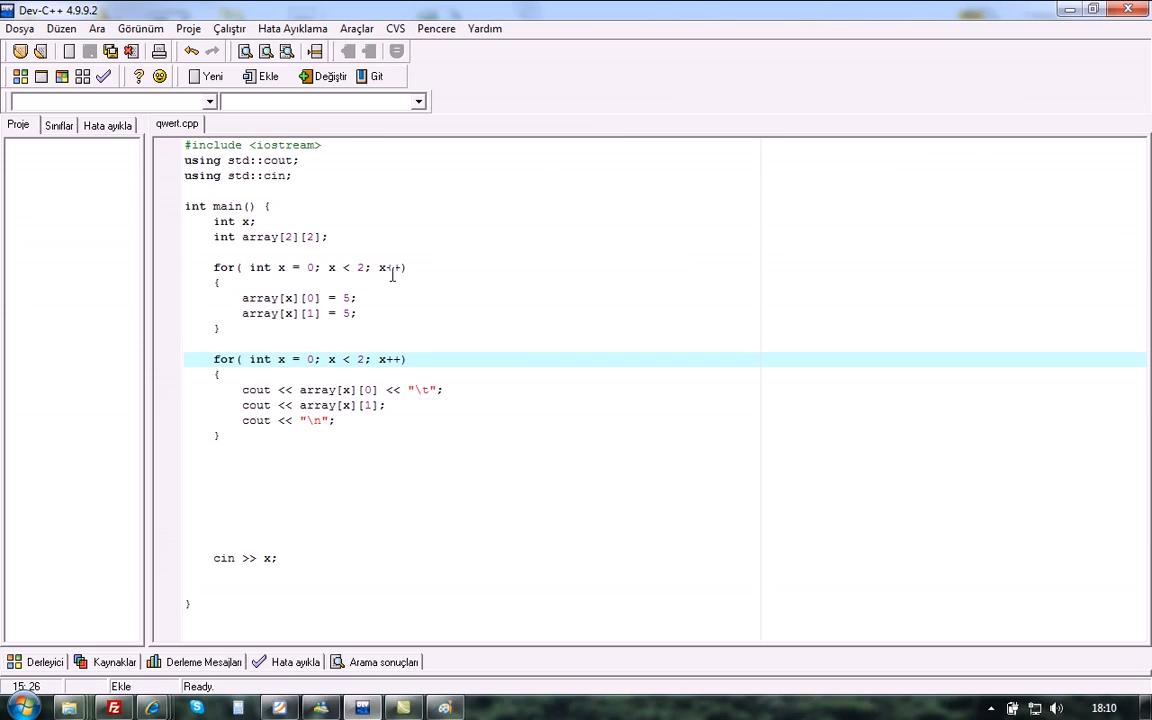 Dev-C++ 4.9.9.2
Dosya Düzen Ara Görünüm Proje Çalıştır Hata Ayıklama Araçlar CVS Pencere Yardım
Yeni Ekle Değiştir Git
Proje Sınıflar Hata ayıkla qwert.cpp
#include <iostream>
using std::cout;
using std::cin;
int main() {
int x;
int array[2][2];
for( int x = 0; x < 2; x++)
{
array[x][0] = 5;
array[x][1] = 5;
}
for( int x = 0; x < 2; x++)
{
cout << array[x][0] << "\t";
cout << array[x][1];
cout << "\n";
}
cin >> x;
}
Derleyici Kaynaklar Derleme Mesajları Hata ayıkla Arama sonuçları
15: 26 Ekle Ready.
18:10